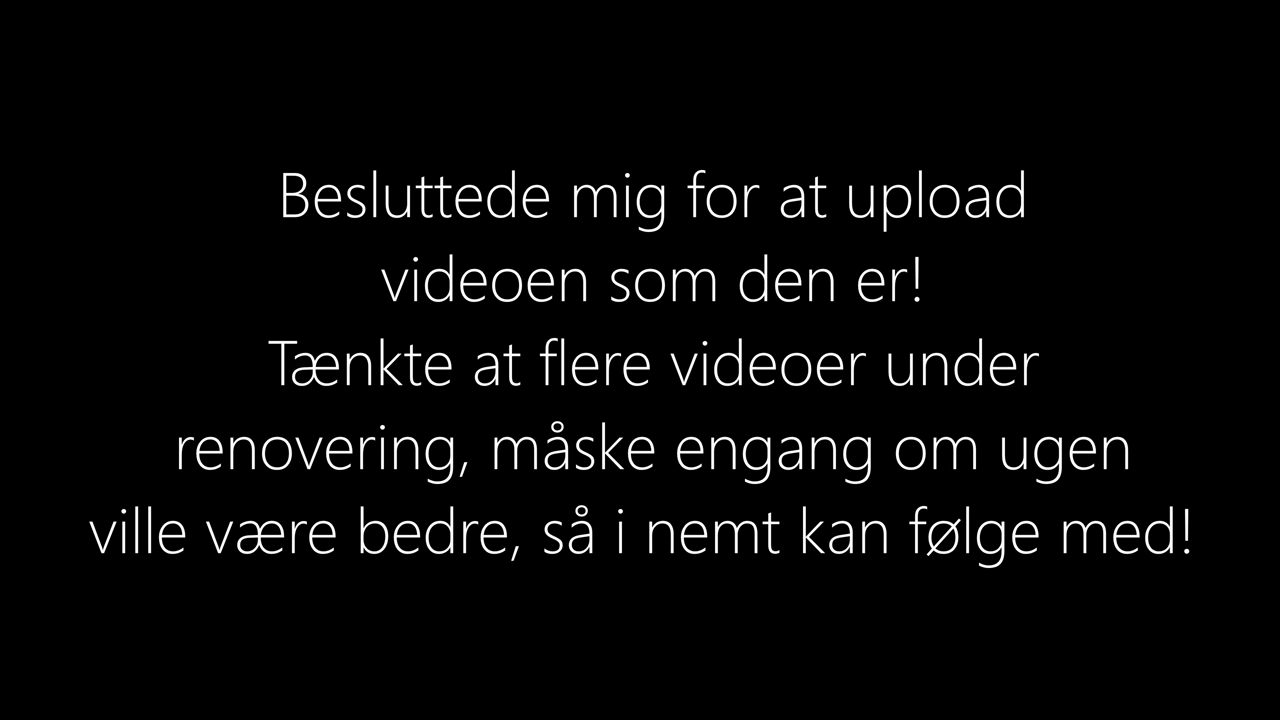 Besluttede mig for at upload
videoen som den er!
Tænkte at flere videoer under
renovering, måske engang om ugen
ville være bedre, så i nemt kan følge med!